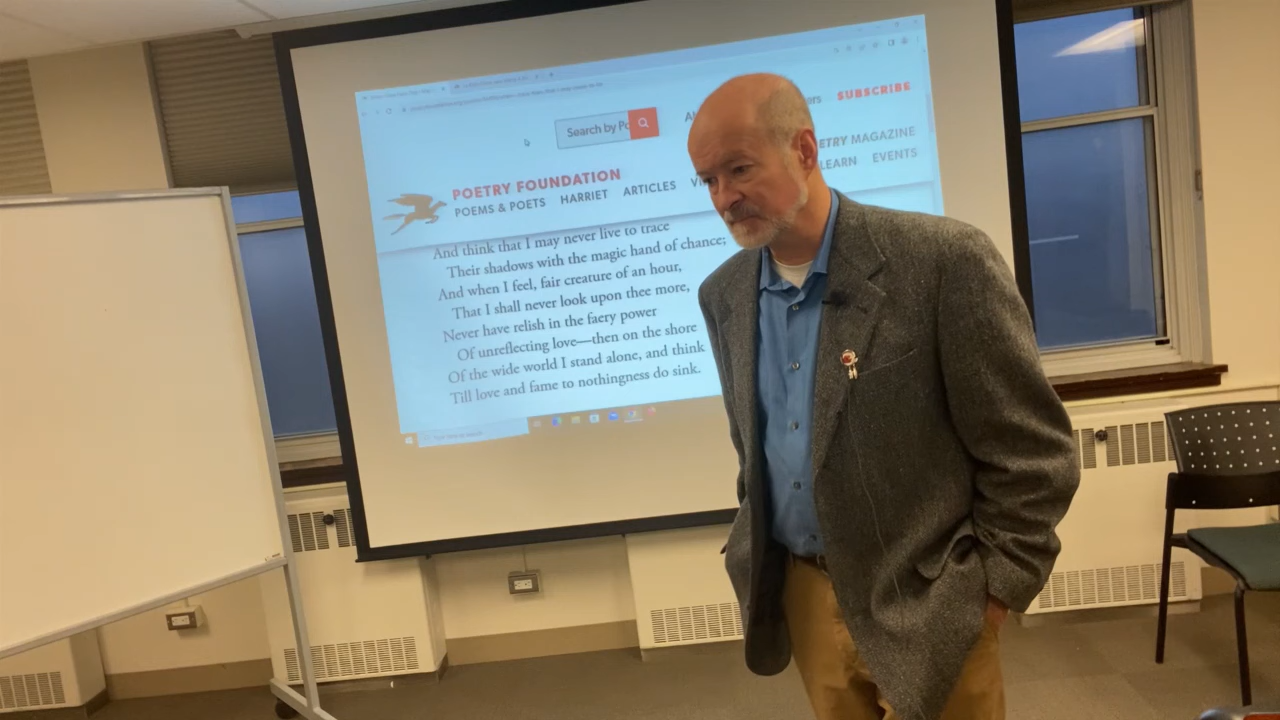 Search by Po
SUBSCRIBE
POETRY FOUNDATION
ETRY MAGAZINE
POEMS & POETS HARRIET ARTICLES VI LEARN EVENTS
And think that I may never live to trace
Their shadows with the magic hand of chance;
And when I feel, fair creature of an hour,
That I shall never look upon thee more,
Never have relish in the faery power
Of unreflecting love—then on the shore
Of the wide world I stand alone, and think
Till love and fame to nothingness do sink.